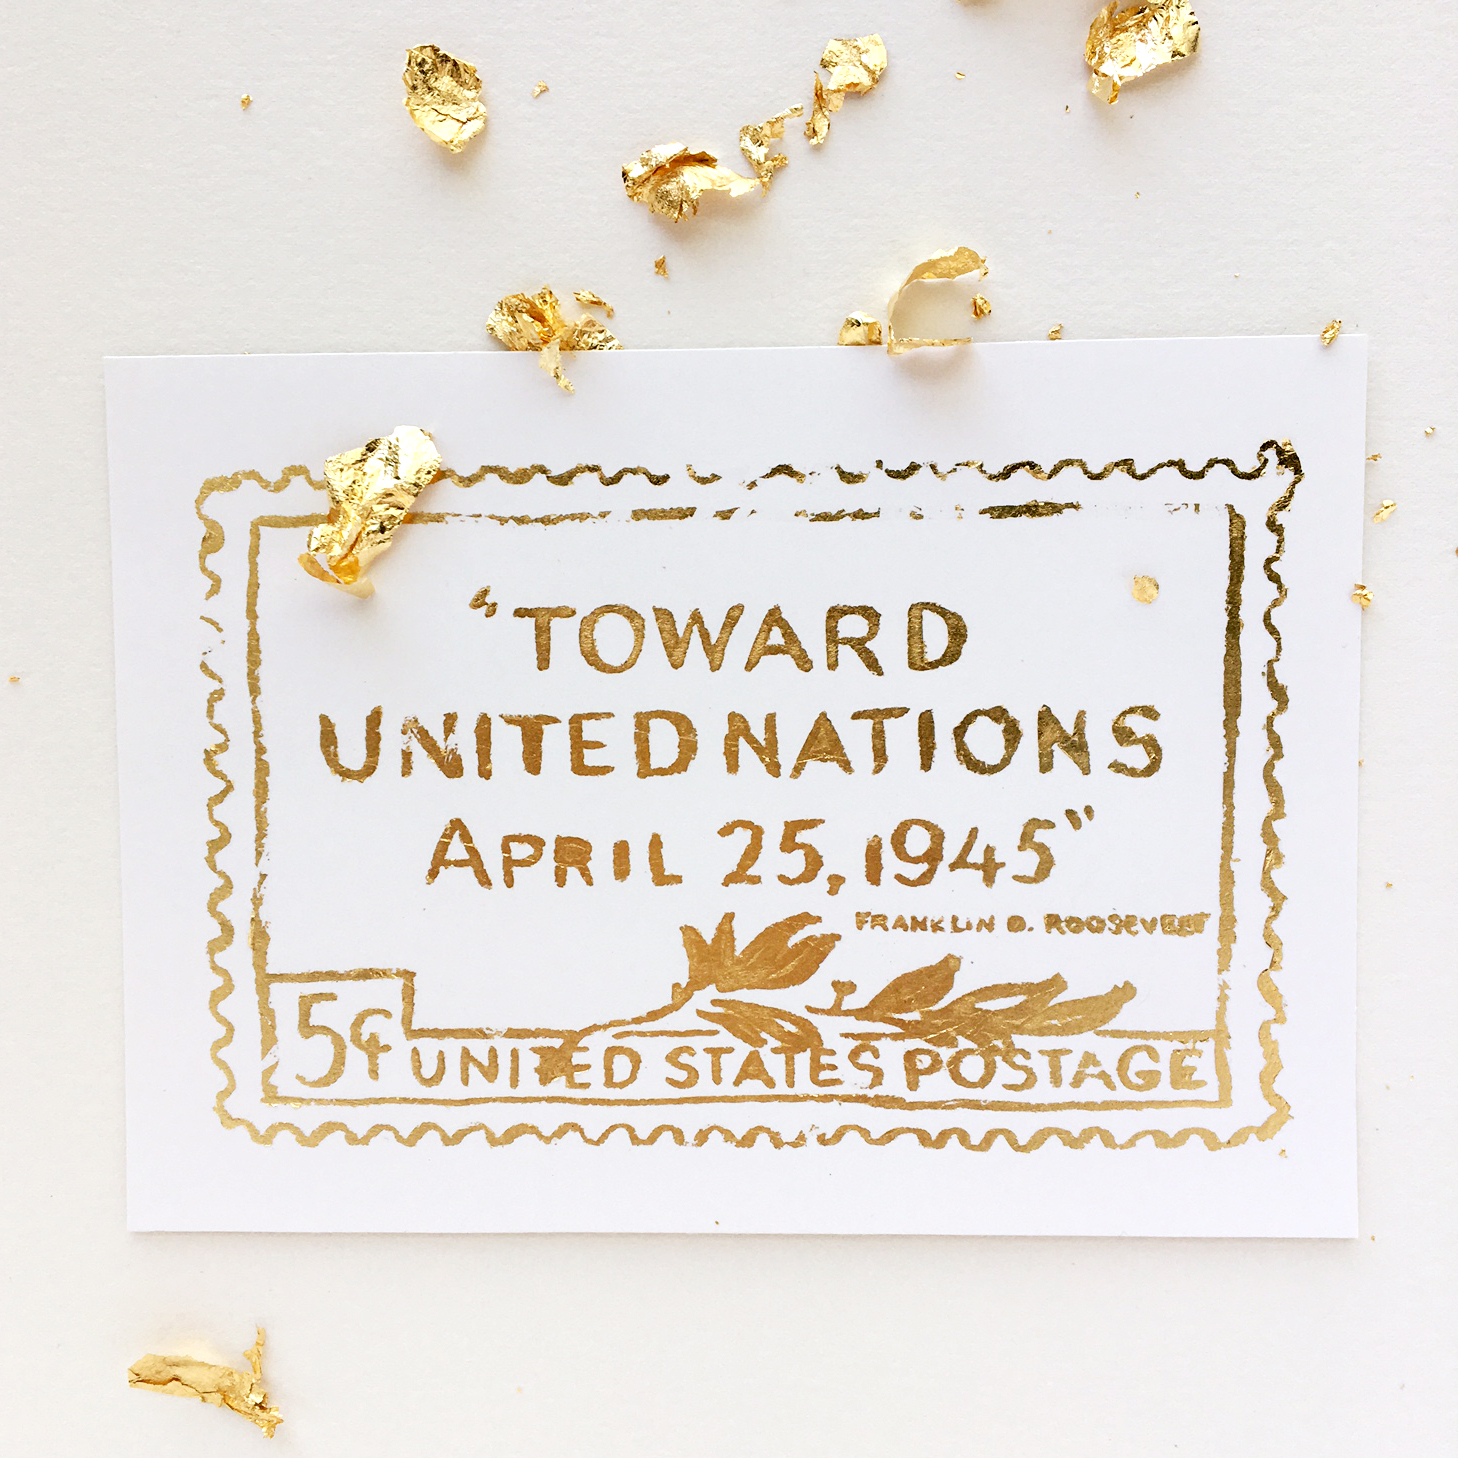 “TOWARD
UNITED NATIONS
APRIL 25, 1945”
FRANKLIN D. ROOSEVELT
5¢ UNITED STATES POSTAGE